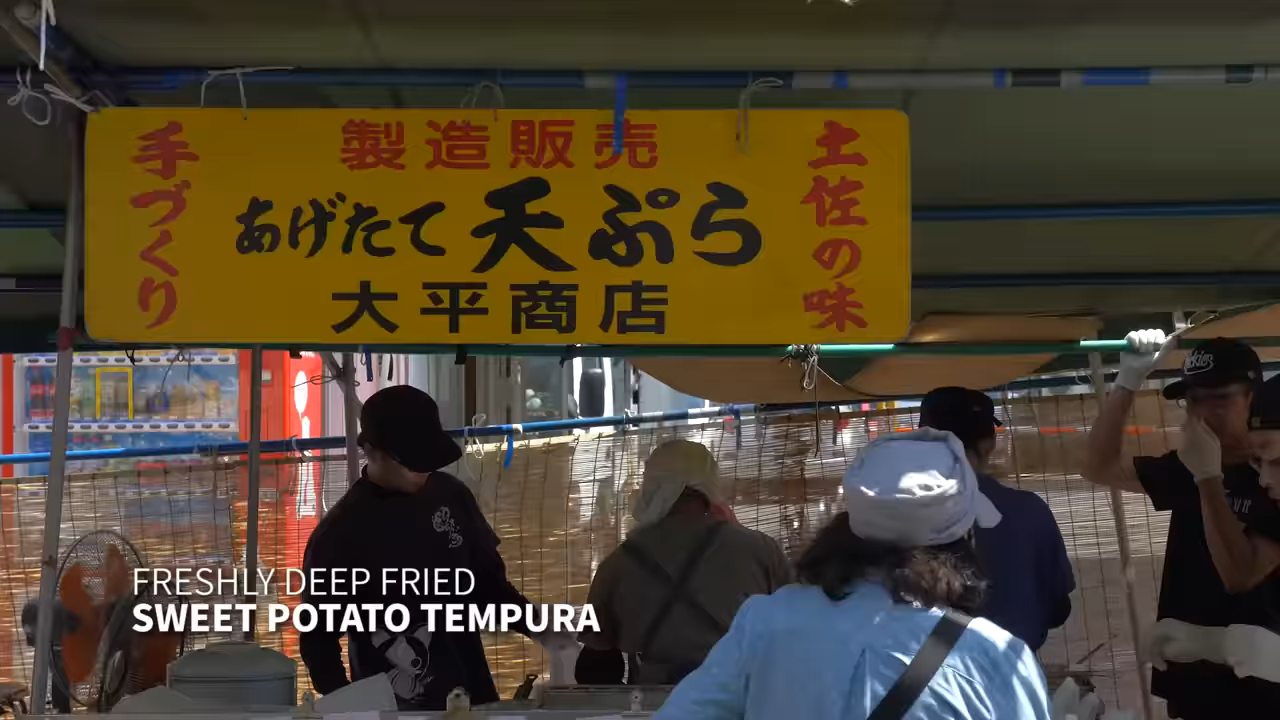 手づくり
製造販売
あげたて天ぷら
大平商店
土佐の味
FRESHLY DEEP FRIED
SWEET POTATO TEMPURA